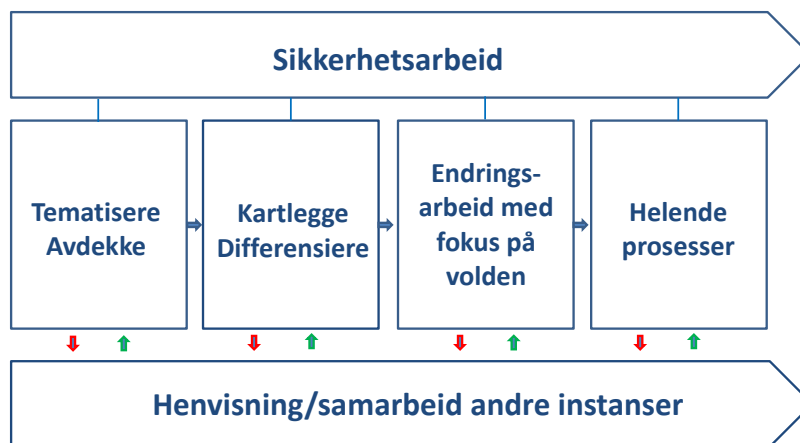 Sikkerhetsarbeid
Tematisere
Avdekke
Kartlegge
Differensiere
Endrings-
arbeid med
fokus på
volden
Helende
prosesser
Henvisning/samarbeid andre instanser